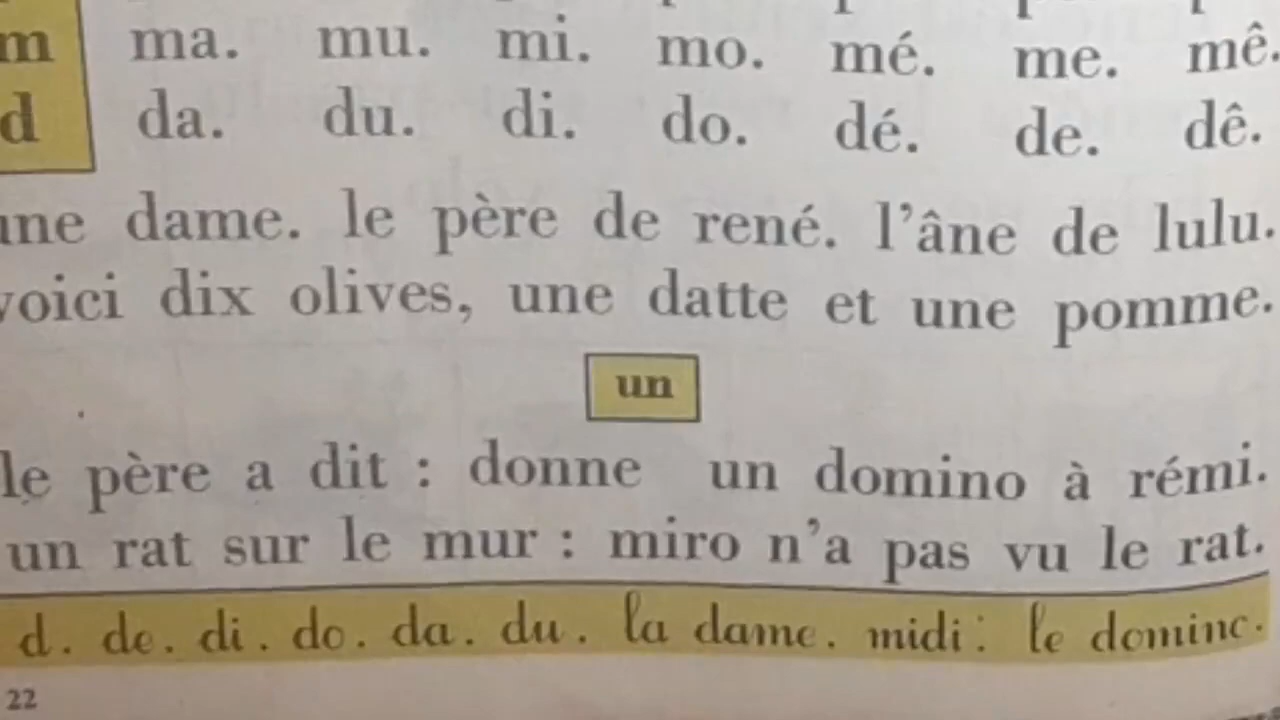 m ma. mu. mi. mo. mé. me. mê.
d da. du. di. do. dé. de. dê.
une dame. le père de rené. l'âne de lulu.
voici dix olives, une datte et une pomme.
un
le père a dit : donne un domino à rémi.
un rat sur le mur : miro n'a pas vu le rat.
d. de. di. do. da. du. la dame. midi. le domino.
22